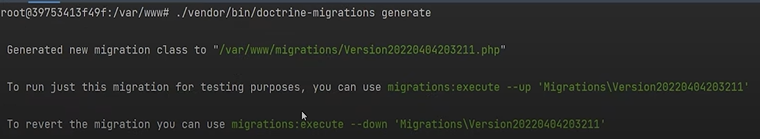 root@39753413f49f:/var/www# ./vendor/bin/doctrine-migrations generate
Generated new migration class to "/var/www/migrations/Version20220404203211.php"
To run just this migration for testing purposes, you can use migrations:execute --up 'Migrations\Version20220404203211'
To revert the migration you can use migrations:execute --down 'Migrations\Version20220404203211'